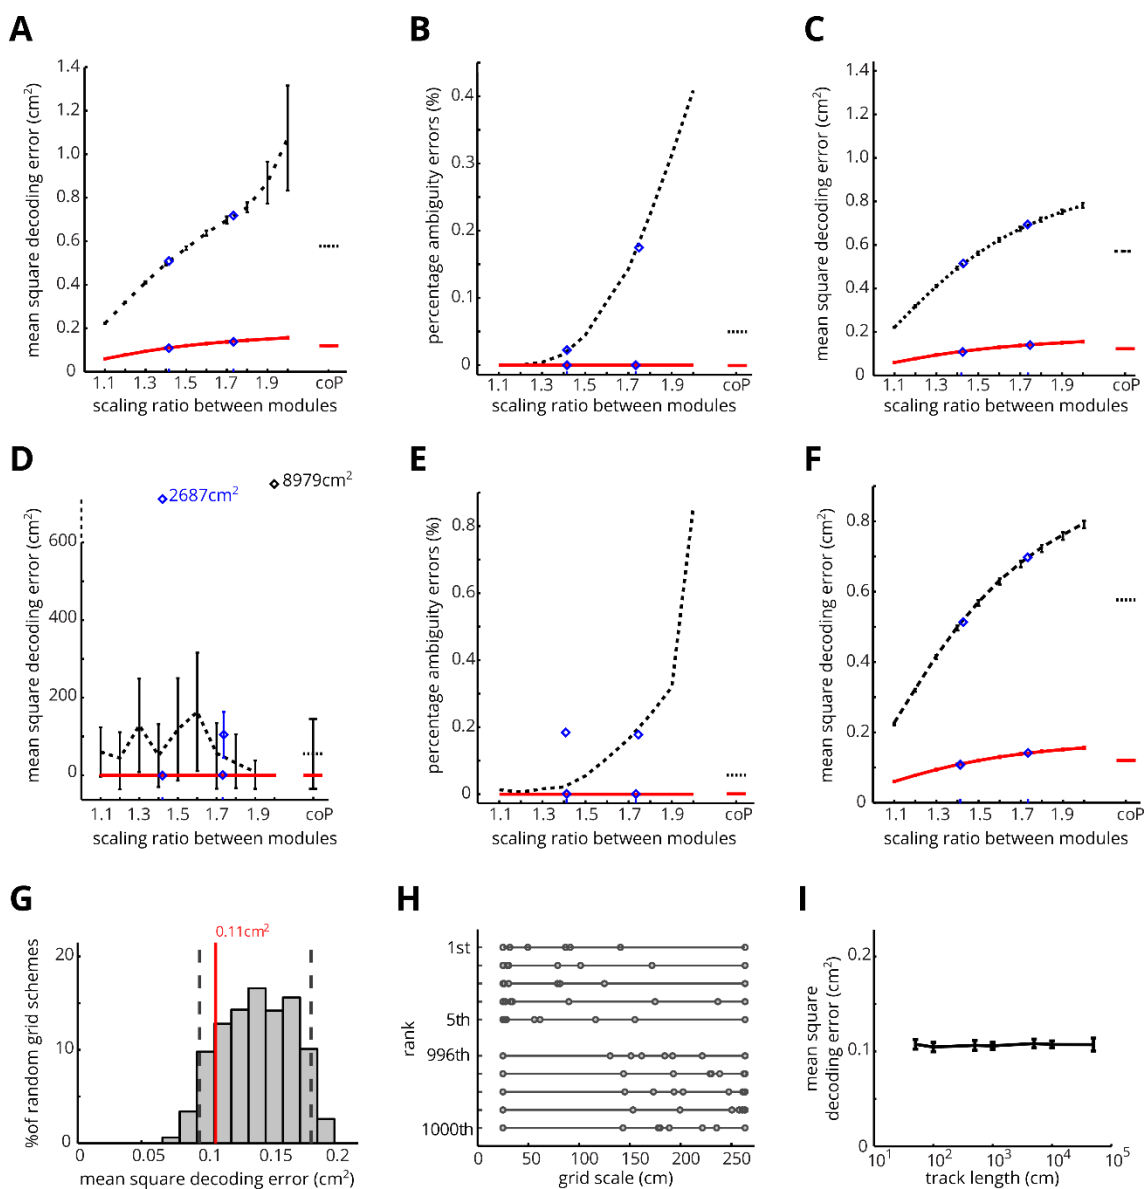 A
mean square decoding error (cm²)
1.4
1.2
1.0
0.8
0.6
0.4
0.2
0
1.1 1.3 1.5 1.7 1.9 coP
scaling ratio between modules
B
percentage ambiguity errors (%)
0.4
0.3
0.2
0.1
0
1.1 1.3 1.5 1.7 1.9 coP
scaling ratio between modules
C
mean square decoding error (cm²)
1.4
1.2
1.0
0.8
0.6
0.4
0.2
0
1.1 1.3 1.5 1.7 1.9 coP
scaling ratio between modules
D
2687cm²
8979cm²
mean square decoding error (cm²)
600
400
200
0
1.1 1.3 1.5 1.7 1.9 coP
scaling ratio between modules
E
percentage ambiguity errors (%)
0.8
0.6
0.4
0.2
0
1.1 1.3 1.5 1.7 1.9 coP
scaling ratio between modules
F
mean square decoding error (cm²)
0.8
0.6
0.4
0.2
0
1.1 1.3 1.5 1.7 1.9 coP
scaling ratio between modules
G
0.11cm²
%of random grid schemes
20
10
0
0 0.05 0.1 0.15 0.2
mean square decoding error (cm²)
H
rank
1st
5th
996th
1000th
0 50 100 150 200 250
grid scale (cm)
I
mean square
decoding error (cm²)
0.2
0.1
0
10¹ 10² 10³ 10⁴ 10⁵
track length (cm)